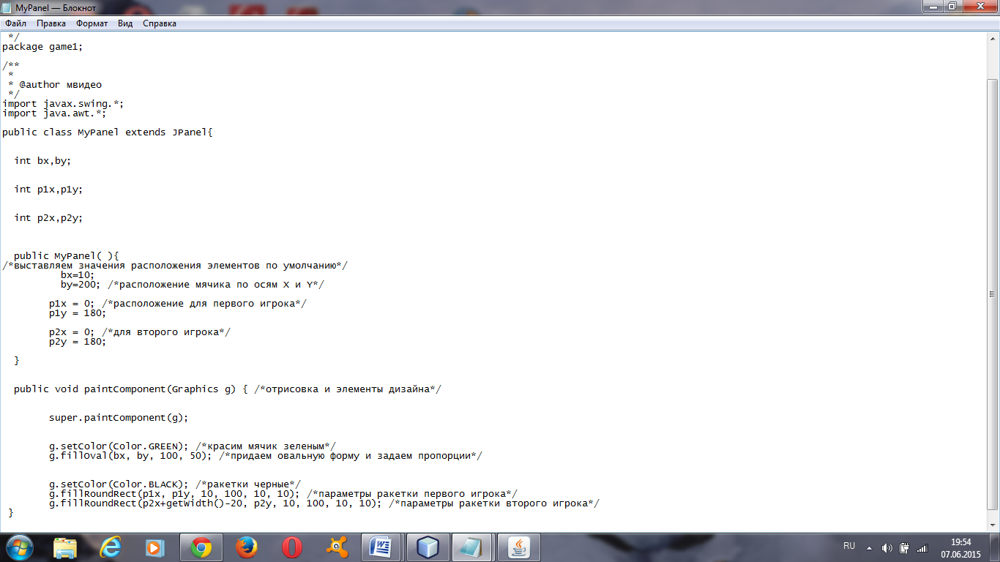 MyPanel — Блокнот
Файл Правка Формат Вид Справка
*/
package game1;
/**
*
* @author мвидео
*/
import javax.swing.*;
import java.awt.*;
public class MyPanel extends JPanel{
int bx,by;
int p1x,p1y;
int p2x,p2y;
public MyPanel( ){
/*выставляем значения расположения элементов по умолчанию*/
bx=10;
by=200; /*расположение мячика по осям X и Y*/
p1x = 0; /*расположение для первого игрока*/
p1y = 180;
p2x = 0; /*для второго игрока*/
p2y = 180;
}
public void paintComponent(Graphics g) { /*отрисовка и элементы дизайна*/
super.paintComponent(g);
g.setColor(Color.GREEN); /*красим мячик зеленым*/
g.fillOval(bx, by, 100, 50); /*придаем овальную форму и задаем пропорции*/
g.setColor(Color.BLACK); /*ракетки черные*/
g.fillRoundRect(p1x, p1y, 10, 100, 10, 10); /*параметры ракетки первого игрока*/
g.fillRoundRect(p2x+getWidth()-20, p2y, 10, 100, 10, 10); /*параметры ракетки второго игрока*/
}
RU
19:54
07.06.2015